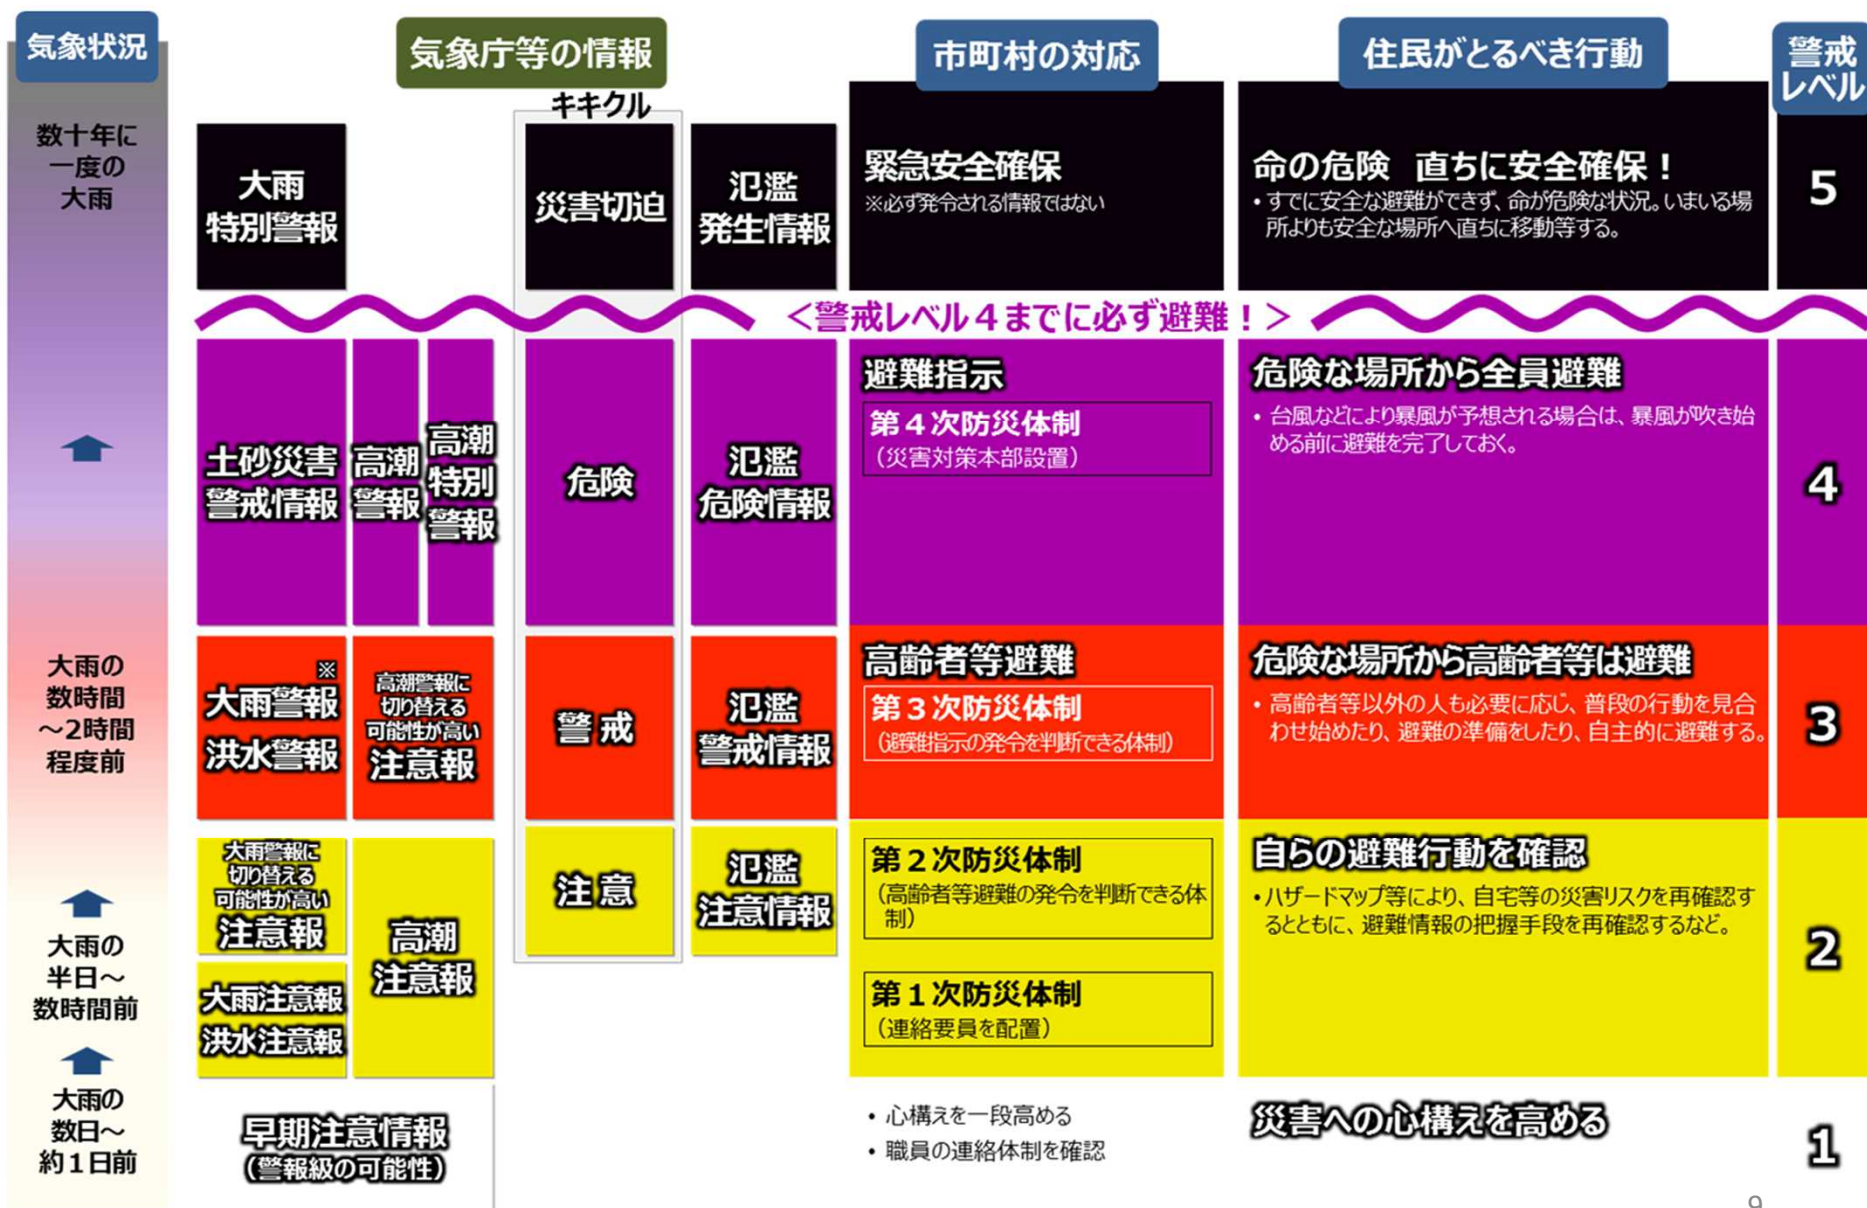 気象状況
気象庁等の情報
市町村の対応
住民がとるべき行動
警戒
レベル
キキクル
数十年に
一度の
大雨
大雨
特別警報
災害切迫
氾濫
発生情報
緊急安全確保
※必ず発令される情報ではない
命の危険 直ちに安全確保！
・すでに安全な避難ができず、命が危険な状況。いまいる場
所よりも安全な場所へ直ちに移動等する。
5
＜警戒レベル４までに必ず避難！＞
土砂災害
警戒情報
高潮
警報
高潮
特別
警報
危険
氾濫
危険情報
避難指示
第４次防災体制
（災害対策本部設置）
危険な場所から全員避難
・台風などにより暴風が予想される場合は、暴風が吹き始
める前に避難を完了しておく。
4
大雨の
数時間
～2時間
程度前
※
大雨警報
洪水警報
高潮警報に
切り替える
可能性が高い
注意報
警戒
氾濫
警戒情報
高齢者等避難
第３次防災体制
（避難指示の発令を判断できる体制）
危険な場所から高齢者等は避難
・高齢者等以外の人も必要に応じ、普段の行動を見合
わせ始めたり、避難の準備をしたり、自主的に避難する。
3
大雨の
半日～
数時間前
大雨警報に
切り替える
可能性が高い
注意報
大雨注意報
洪水注意報
高潮
注意報
注意
氾濫
注意情報
第２次防災体制
（高齢者等避難の発令を判断できる体
制）
第１次防災体制
（連絡要員を配置）
自らの避難行動を確認
・ハザードマップ等により、自宅等の災害リスクを再確認す
るとともに、避難情報の把握手段を再確認するなど。
2
大雨の
数日～
約１日前
早期注意情報
（警報級の可能性）
・心構えを一段高める
・職員の連絡体制を確認
災害への心構えを高める
1
9